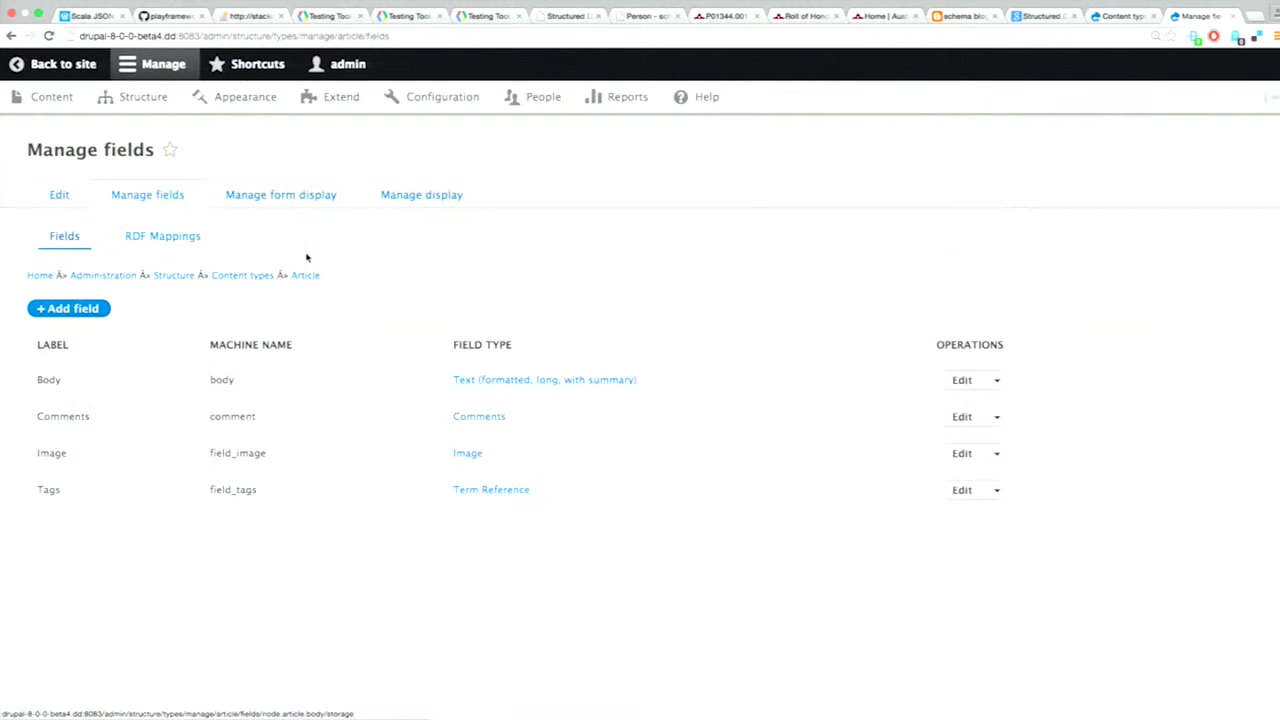 Scala JSON
playframew
http://stack
Testing Tool
Testing Tool
Testing Tool
Structured D
Person - sch
P01344.001
Roll of Hono
Home | Aust
schema blog
Structured D
Content type
Manage fie
drupal-8-0-0-beta4.dd:8083/admin/structure/types/manage/article/fields
Back to site Manage Shortcuts admin
Content Structure Appearance Extend Configuration People Reports Help
Manage fields
Edit Manage fields Manage form display Manage display
Fields RDF Mappings
Home Â» Administration Â» Structure Â» Content types Â» Article
+ Add field
LABEL MACHINE NAME FIELD TYPE OPERATIONS
Body body Text (formatted, long, with summary) Edit
Comments comment Comments Edit
Image field_image Image Edit
Tags field_tags Term Reference Edit
drupal-8-0-0-beta4.dd:8083/admin/structure/types/manage/article/fields/node.article.body/storage